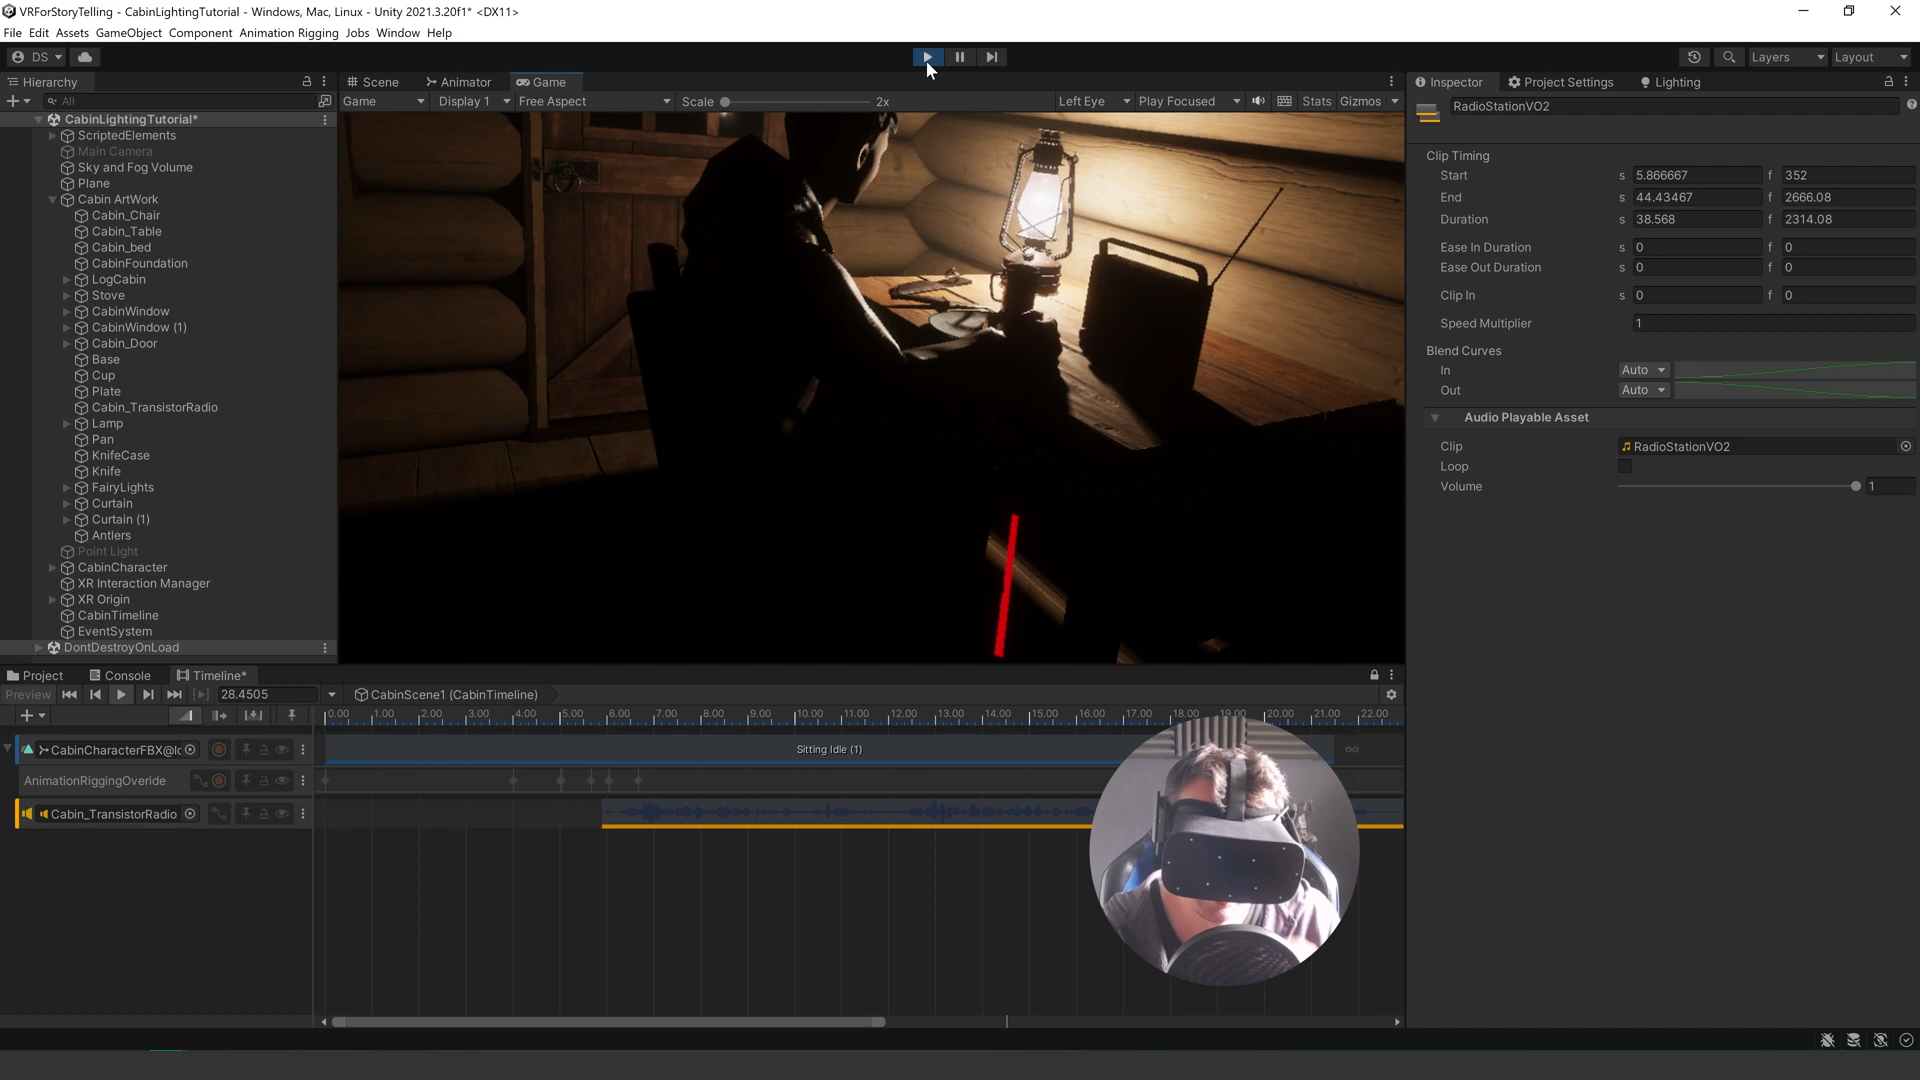 VRForStoryTelling - CabinLightingTutorial - Windows, Mac, Linux - Unity 2021.3.20f1* <DX11>
File Edit Assets GameObject Component Animation Rigging Jobs Window Help
DS
Layers Layout
Hierarchy
Scene Animator Game
Inspector Project Settings Lighting
All
Game Display 1 Free Aspect Scale 2x Left Eye Play Focused Stats Gizmos
RadioStationVO2
CabinLightingTutorial*
ScriptedElements
Main Camera
Sky and Fog Volume
Plane
Cabin ArtWork
Cabin_Chair
Cabin_Table
Cabin_bed
CabinFoundation
LogCabin
Stove
CabinWindow
CabinWindow (1)
Cabin_Door
Base
Cup
Plate
Cabin_TransistorRadio
Lamp
Pan
KnifeCase
Knife
FairyLights
Curtain
Curtain (1)
Antlers
Point Light
CabinCharacter
XR Interaction Manager
XR Origin
CabinTimeline
EventSystem
DontDestroyOnLoad
Clip Timing
Start s 5.866667 f 352
End s 44.43467 f 2666.08
Duration s 38.568 f 2314.08
Ease In Duration s 0 f 0
Ease Out Duration s 0 f 0
Clip In s 0 f 0
Speed Multiplier 1
Blend Curves
In Auto
Out Auto
Audio Playable Asset
Clip RadioStationVO2
Loop
Volume 1
Project Console Timeline*
Preview 28.4505 CabinScene1 (CabinTimeline)
0.00 1.00 2.00 3.00 4.00 5.00 6.00 7.00 8.00 9.00 10.00 11.00 12.00 13.00 14.00 15.00 16.00 17.00 18.00 19.00 20.00 21.00 22.00
CabinCharacterFBX@Ic Sitting Idle (1)
AnimationRiggingOveride
Cabin_TransistorRadio